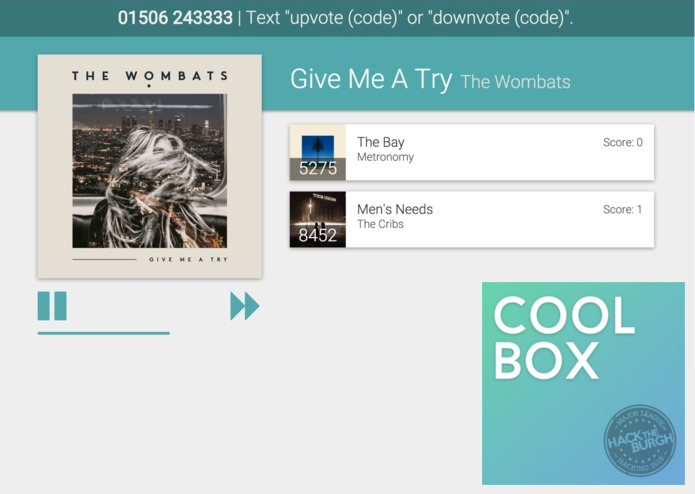 01506 243333 | Text "upvote (code)" or "downvote (code)".
THE WOMBATS
GIVE ME A TRY
Give Me A Try The Wombats
5275
The Bay
Metronomy
Score: 0
8452
Men's Needs
The Cribs
Score: 1
COOL
BOX
MAJOR LEAGUE
HACK THE
BURGH
HACKING 2015